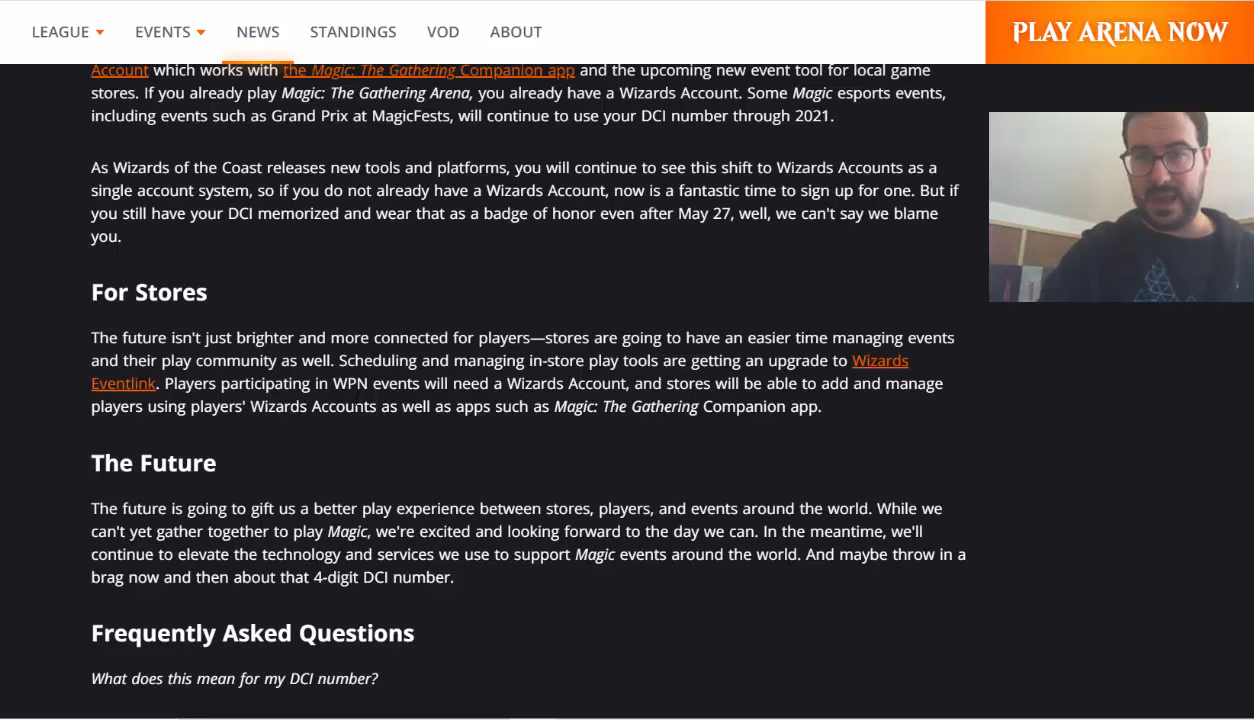 LEAGUE EVENTS NEWS STANDINGS VOD ABOUT PLAY ARENA NOW
Account which works with the Magic: The Gathering Companion app and the upcoming new event tool for local game
stores. If you already play Magic: The Gathering Arena, you already have a Wizards Account. Some Magic esports events,
including events such as Grand Prix at MagicFests, will continue to use your DCI number through 2021.
As Wizards of the Coast releases new tools and platforms, you will continue to see this shift to Wizards Accounts as a
single account system, so if you do not already have a Wizards Account, now is a fantastic time to sign up for one. But if
you still have your DCI memorized and wear that as a badge of honor even after May 27, well, we can't say we blame
you.
For Stores
The future isn't just brighter and more connected for players—stores are going to have an easier time managing events
and their play community as well. Scheduling and managing in-store play tools are getting an upgrade to Wizards
Eventlink. Players participating in WPN events will need a Wizards Account, and stores will be able to add and manage
players using players' Wizards Accounts as well as apps such as Magic: The Gathering Companion app.
The Future
The future is going to gift us a better play experience between stores, players, and events around the world. While we
can't yet gather together to play Magic, we're excited and looking forward to the day we can. In the meantime, we'll
continue to elevate the technology and services we use to support Magic events around the world. And maybe throw in a
brag now and then about that 4-digit DCI number.
Frequently Asked Questions
What does this mean for my DCI number?